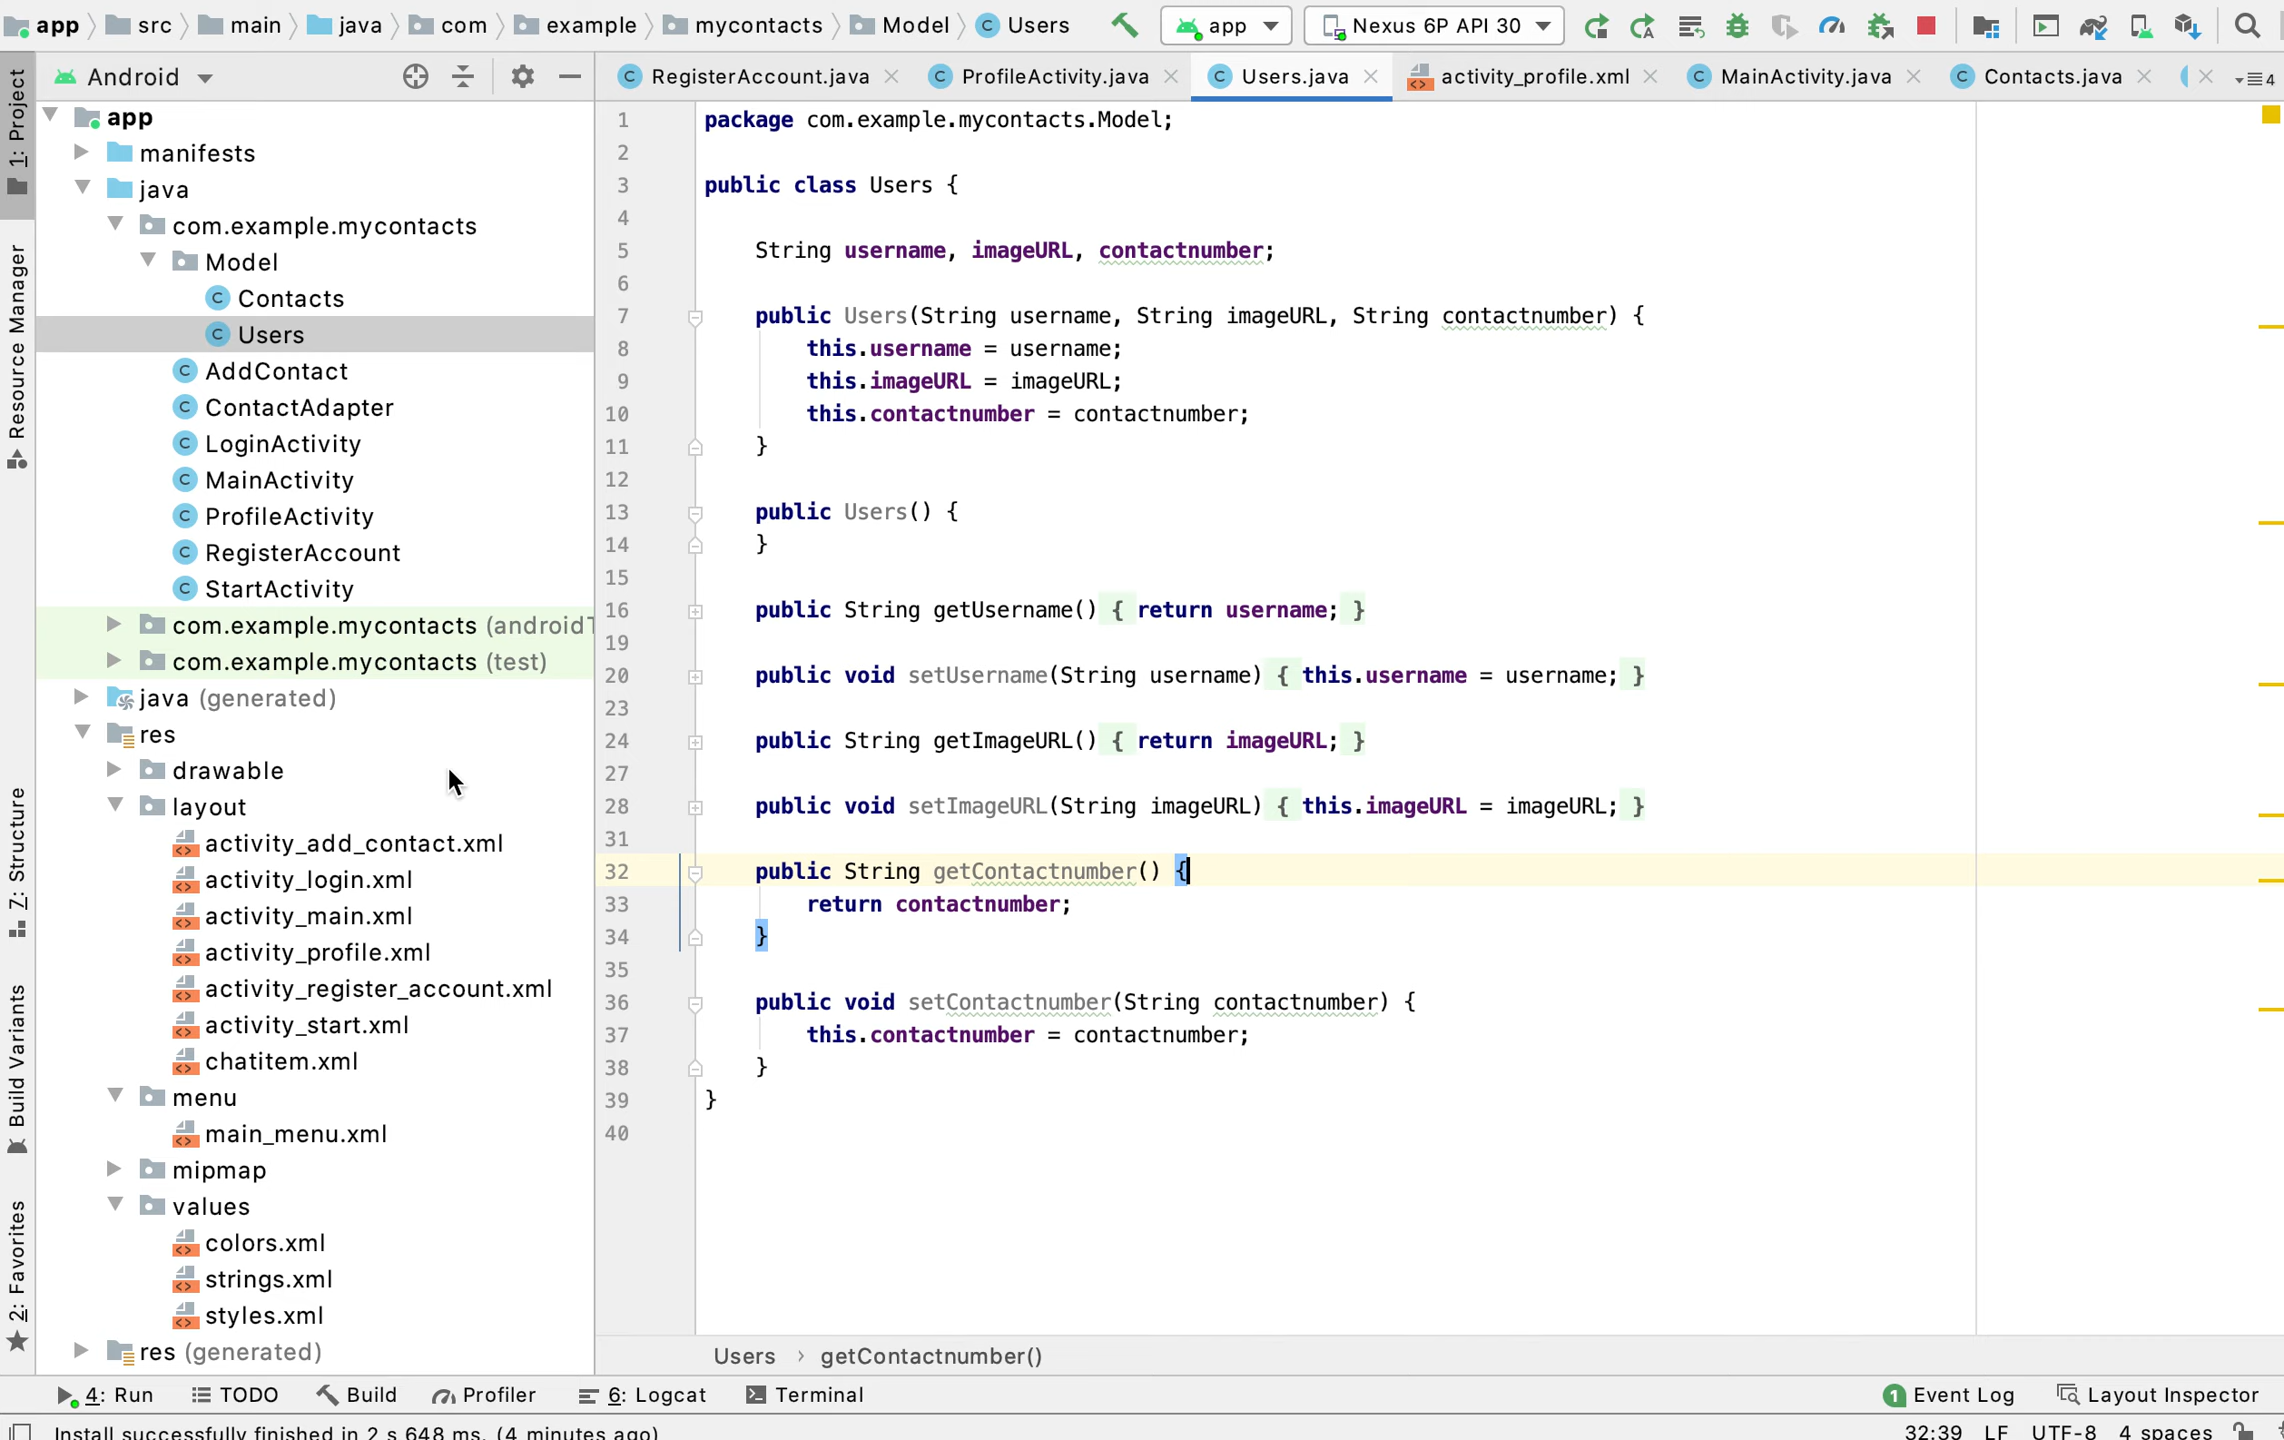 app src main java com example mycontacts Model Users app Nexus 6P API 30
Android
RegisterAccount.java ProfileActivity.java Users.java activity_profile.xml MainActivity.java Contacts.java 4
1: Project
Resource Manager
7: Structure
Build Variants
2: Favorites
app
manifests
java
com.example.mycontacts
Model
Contacts
Users
AddContact
ContactAdapter
LoginActivity
MainActivity
ProfileActivity
RegisterAccount
StartActivity
com.example.mycontacts (androidT
com.example.mycontacts (test)
java (generated)
res
drawable
layout
activity_add_contact.xml
activity_login.xml
activity_main.xml
activity_profile.xml
activity_register_account.xml
activity_start.xml
chatitem.xml
menu
main_menu.xml
mipmap
values
colors.xml
strings.xml
styles.xml
res (generated)
1 package com.example.mycontacts.Model;
2
3 public class Users {
4
5 String username, imageURL, contactnumber;
6
7 public Users(String username, String imageURL, String contactnumber) {
8 this.username = username;
9 this.imageURL = imageURL;
10 this.contactnumber = contactnumber;
11 }
12
13 public Users() {
14 }
15
16 public String getUsername() { return username; }
19
20 public void setUsername(String username) { this.username = username; }
23
24 public String getImageURL() { return imageURL; }
27
28 public void setImageURL(String imageURL) { this.imageURL = imageURL; }
31
32 public String getContactnumber() {
33 return contactnumber;
34 }
35
36 public void setContactnumber(String contactnumber) {
37 this.contactnumber = contactnumber;
38 }
39 }
40
Users › getContactnumber()
4: Run TODO Build Profiler 6: Logcat Terminal 1 Event Log Layout Inspector
Install successfully finished in 2 s 648 ms. (4 minutes ago) 32:39 LF UTF-8 4 spaces